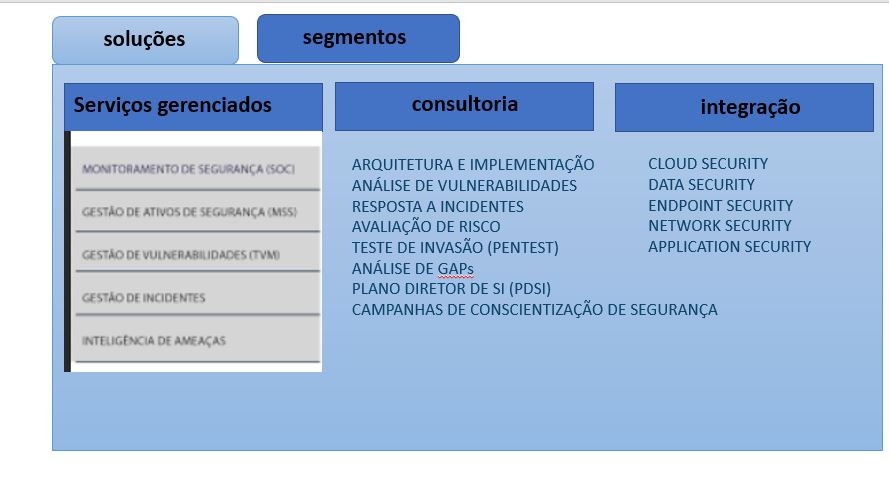 soluções
segmentos
Serviços gerenciados
MONITORAMENTO DE SEGURANÇA (SOC)
GESTÃO DE ATIVOS DE SEGURANÇA (MSS)
GESTÃO DE VULNERABILIDADES (TVM)
GESTÃO DE INCIDENTES
INTELIGÊNCIA DE AMEAÇAS
consultoria
ARQUITETURA E IMPLEMENTAÇÃO
ANÁLISE DE VULNERABILIDADES
RESPOSTA A INCIDENTES
AVALIAÇÃO DE RISCO
TESTE DE INVASÃO (PENTEST)
ANÁLISE DE GAPs
PLANO DIRETOR DE SI (PDSI)
CAMPANHAS DE CONSCIENTIZAÇÃO DE SEGURANÇA
integração
CLOUD SECURITY
DATA SECURITY
ENDPOINT SECURITY
NETWORK SECURITY
APPLICATION SECURITY